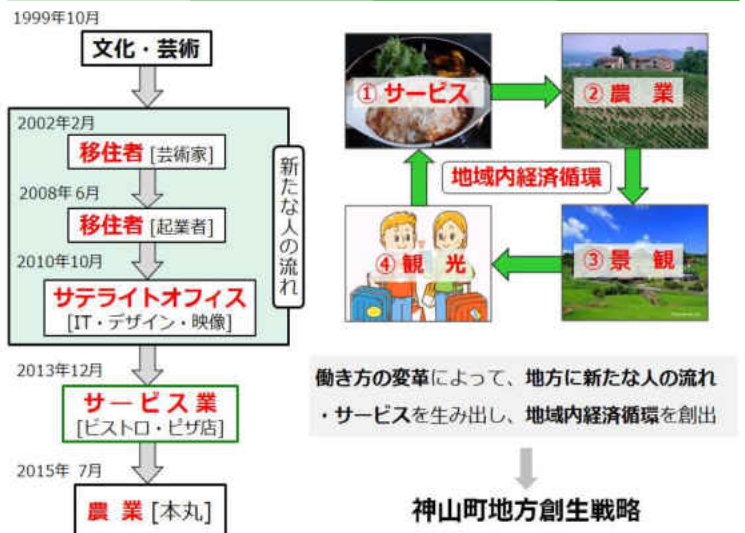 1999年10月
文化・芸術
2002年2月
移住者 [芸術家]
2008年6月
移住者 [起業者]
2010年10月
サテライトオフィス
[IT・デザイン・映像]
新たな人の流れ
2013年12月
サービス業
[ビストロ・ピザ店]
2015年 7月
農 業 [本丸]
① サービス
② 農 業
地域内経済循環
④ 観 光
③ 景 観
働き方の変革によって、地方に新たな人の流れ
・サービスを生み出し、地域内経済循環を創出
神山町地方創生戦略